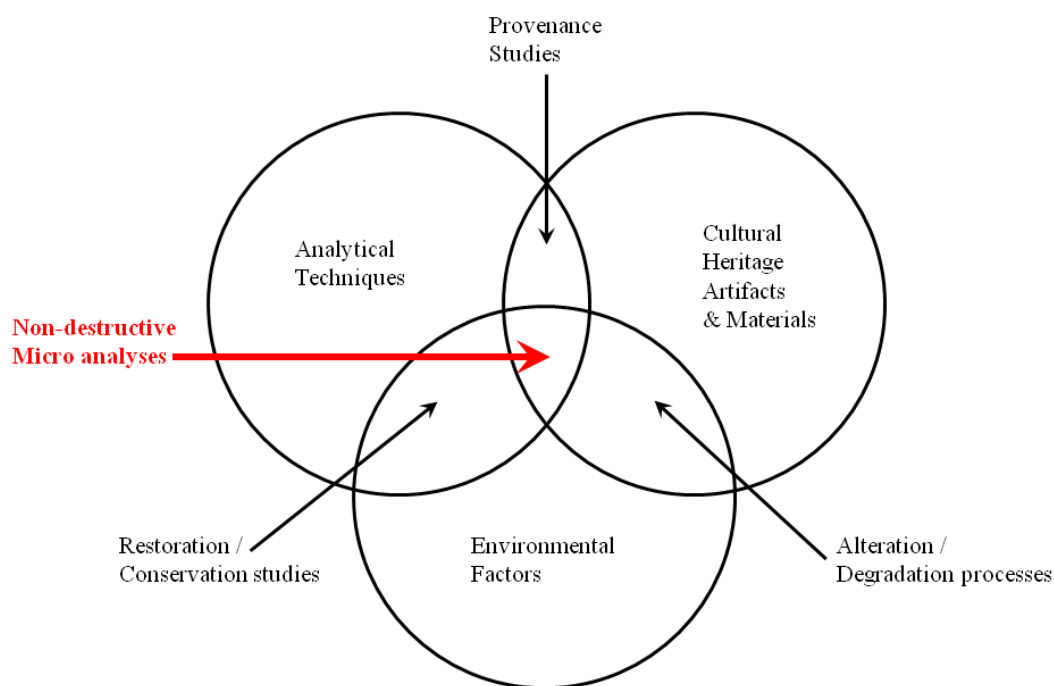 Provenance
Studies
Analytical
Techniques
Cultural
Heritage
Artifacts
& Materials
Non-destructive
Micro analyses
Restoration /
Conservation studies
Environmental
Factors
Alteration /
Degradation processes